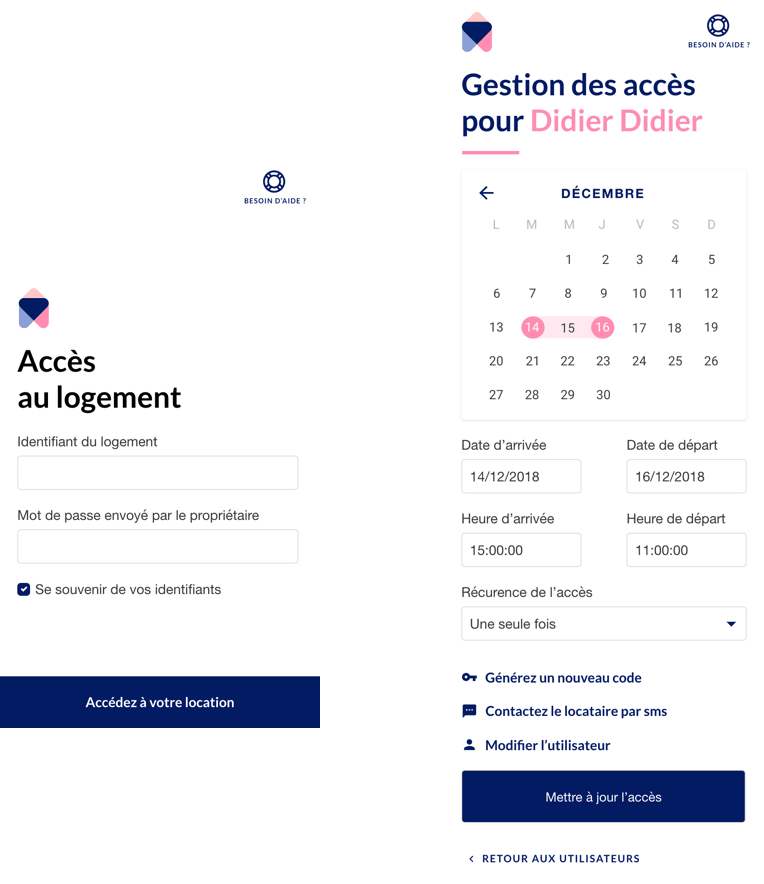 BESOIN D'AIDE ?
Accès
au logement
Identifiant du logement
Mot de passe envoyé par le propriétaire
Se souvenir de vos identifiants
Accédez à votre location
BESOIN D'AIDE ?
Gestion des accès
pour Didier Didier
DÉCEMBRE
L M M J V S D
1 2 3 4 5
6 7 8 9 10 11 12
13 14 15 16 17 18 19
20 21 22 23 24 25 26
27 28 29 30
Date d'arrivée Date de départ
14/12/2018 16/12/2018
Heure d'arrivée Heure de départ
15:00:00 11:00:00
Récurence de l'accès
Une seule fois
Générez un nouveau code
Contactez le locataire par sms
Modifier l'utilisateur
Mettre à jour l'accès
RETOUR AUX UTILISATEURS